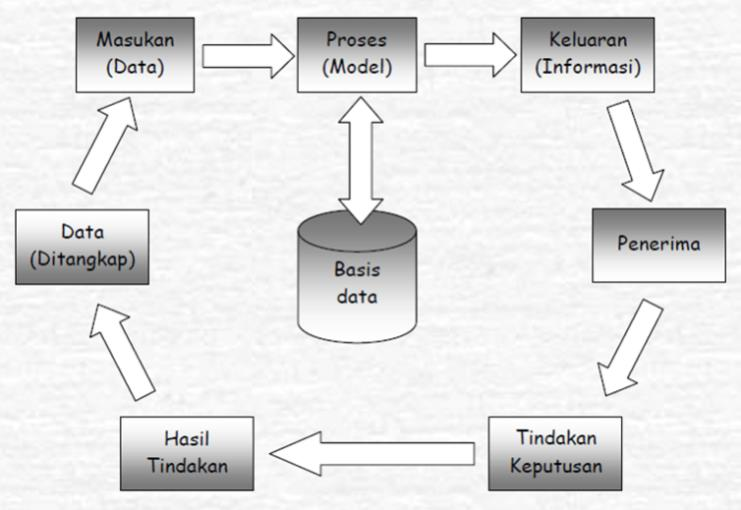 Masukan
(Data)
Proses
(Model)
Keluaran
(Informasi)
Data
(Ditangkap)
Basis
data
Penerima
Hasil
Tindakan
Tindakan
Keputusan